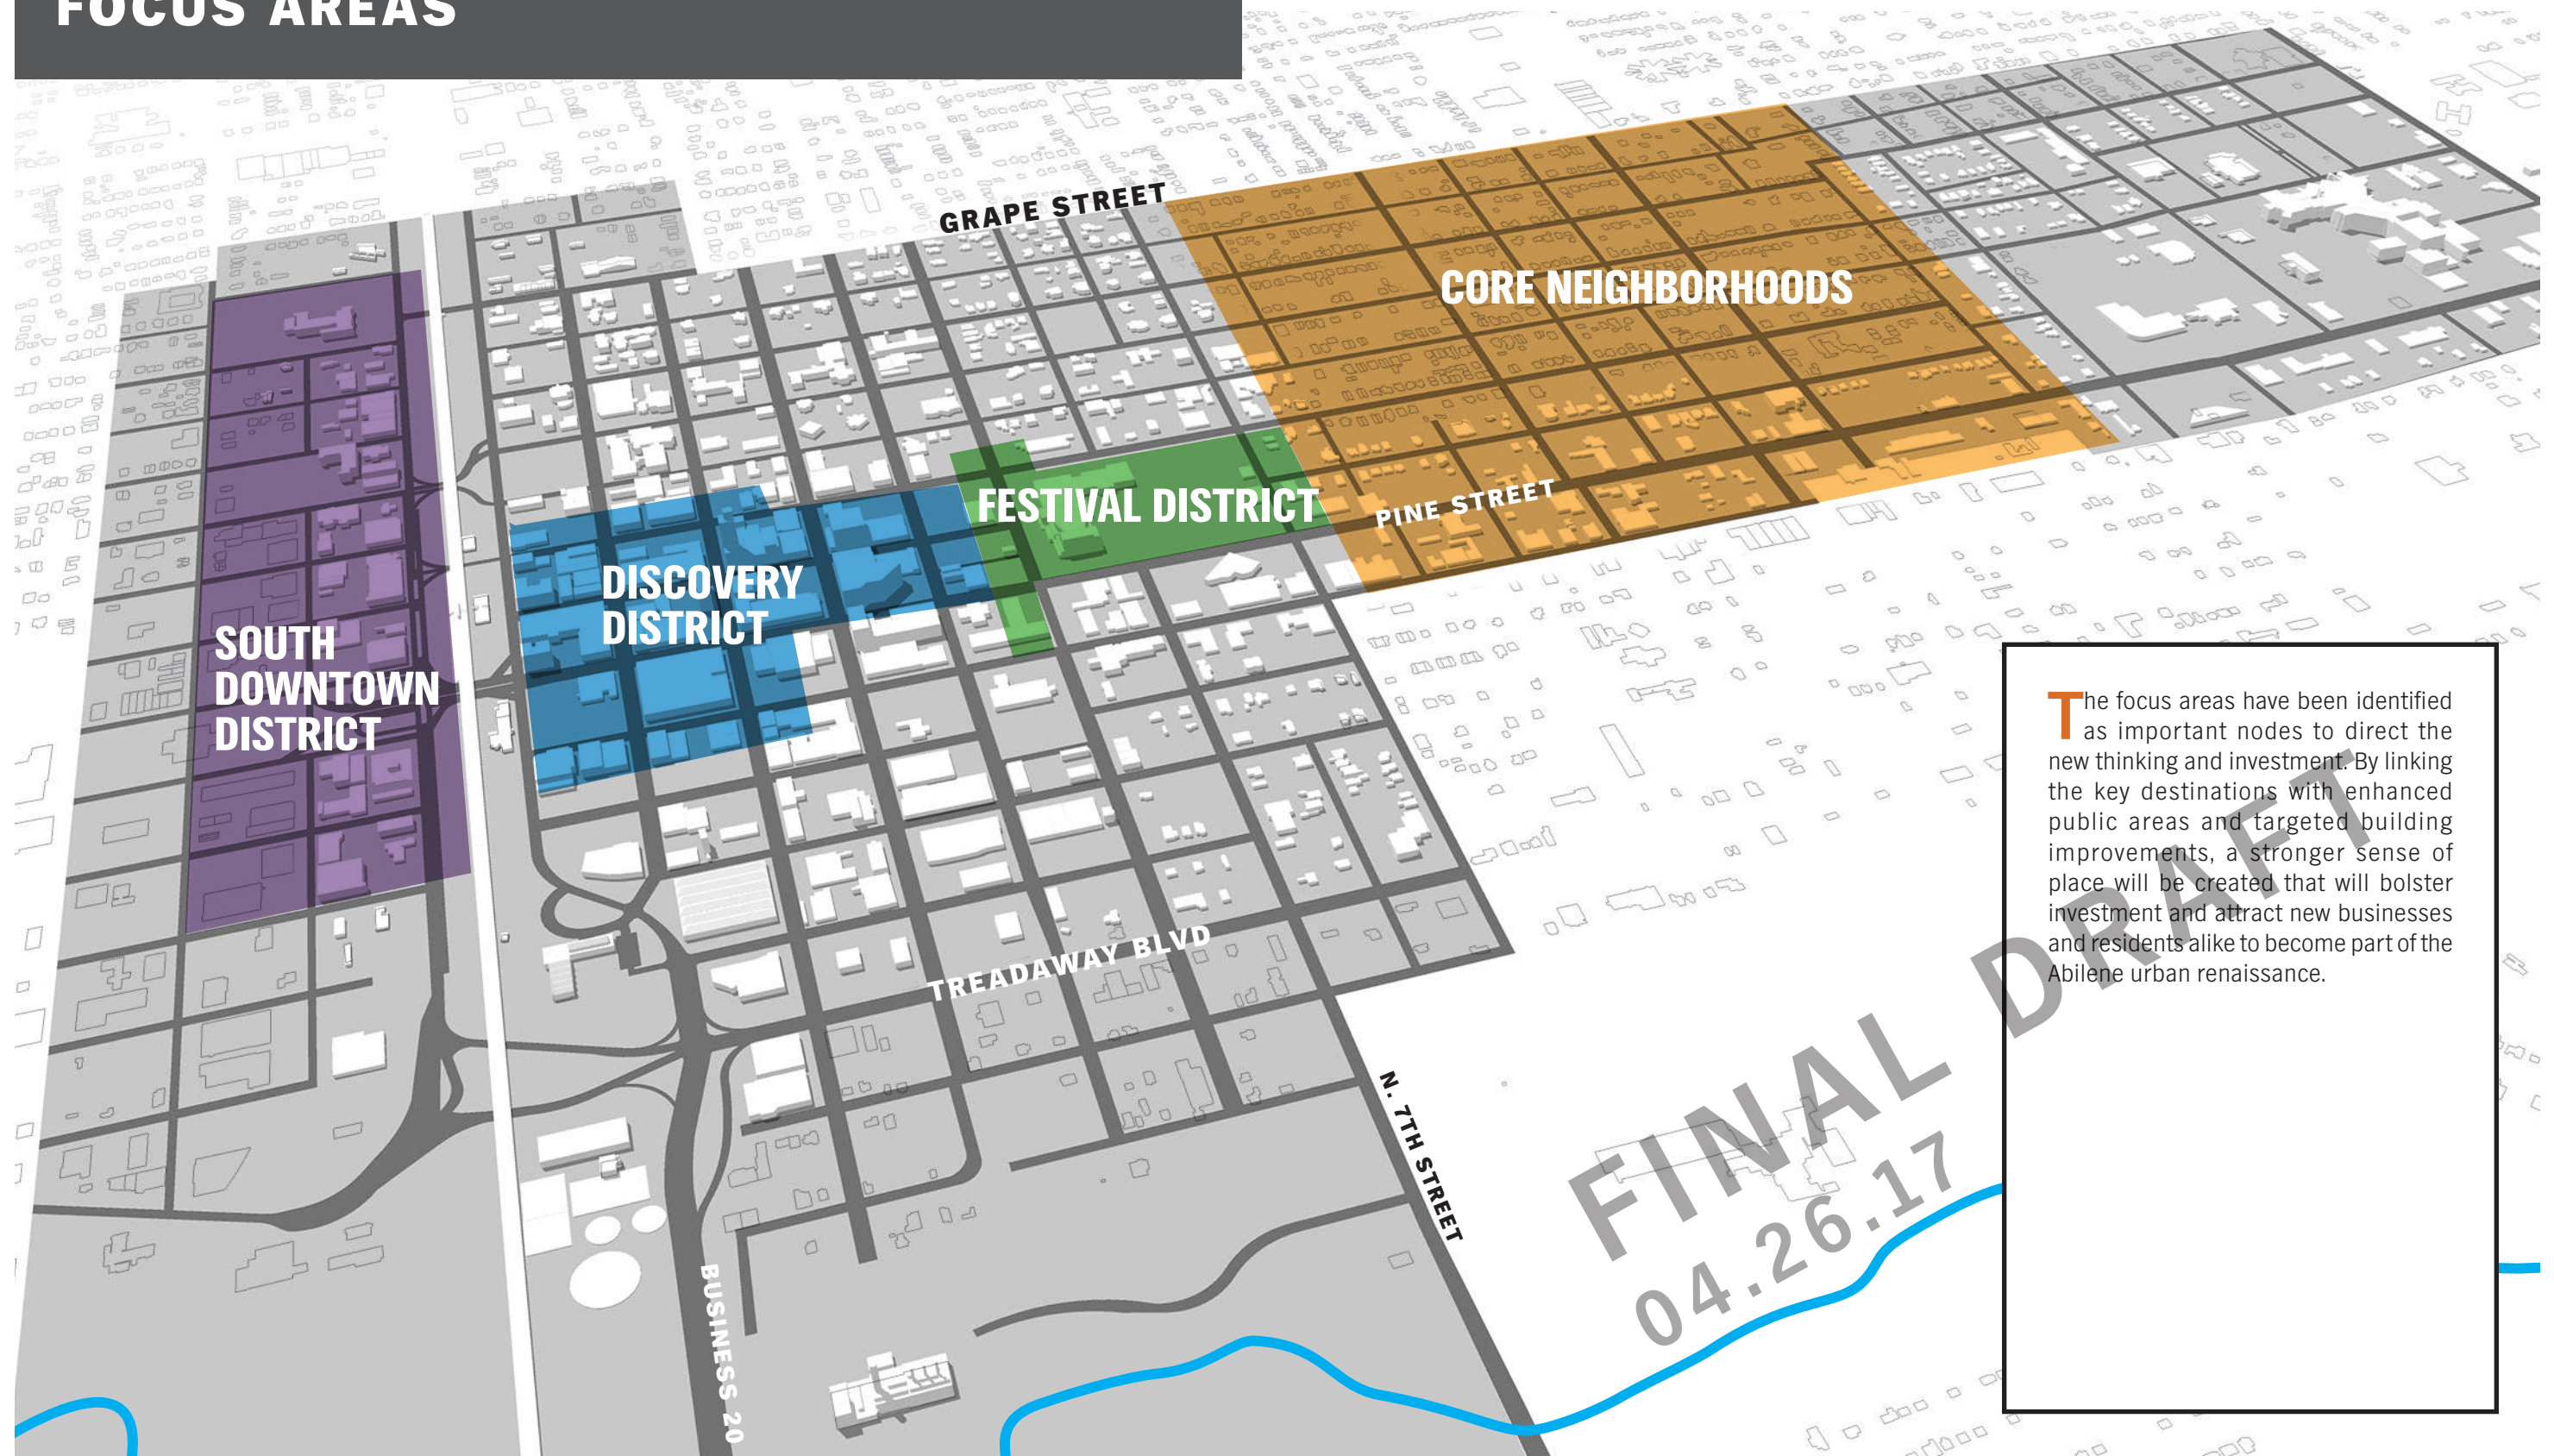 FOCUS AREAS
GRAPE STREET
CORE NEIGHBORHOODS
FESTIVAL DISTRICT
PINE STREET
DISCOVERY
DISTRICT
SOUTH
DOWNTOWN
DISTRICT
TREADAWAY BLVD
N. 7TH STREET
BUSINESS 20
The focus areas have been identified
as important nodes to direct the
new thinking and investment. By linking
the key destinations with enhanced
public areas and targeted building
improvements, a stronger sense of
place will be created that will bolster
investment and attract new businesses
and residents alike to become part of the
Abilene urban renaissance.
FINAL DRAFT
04.26.17